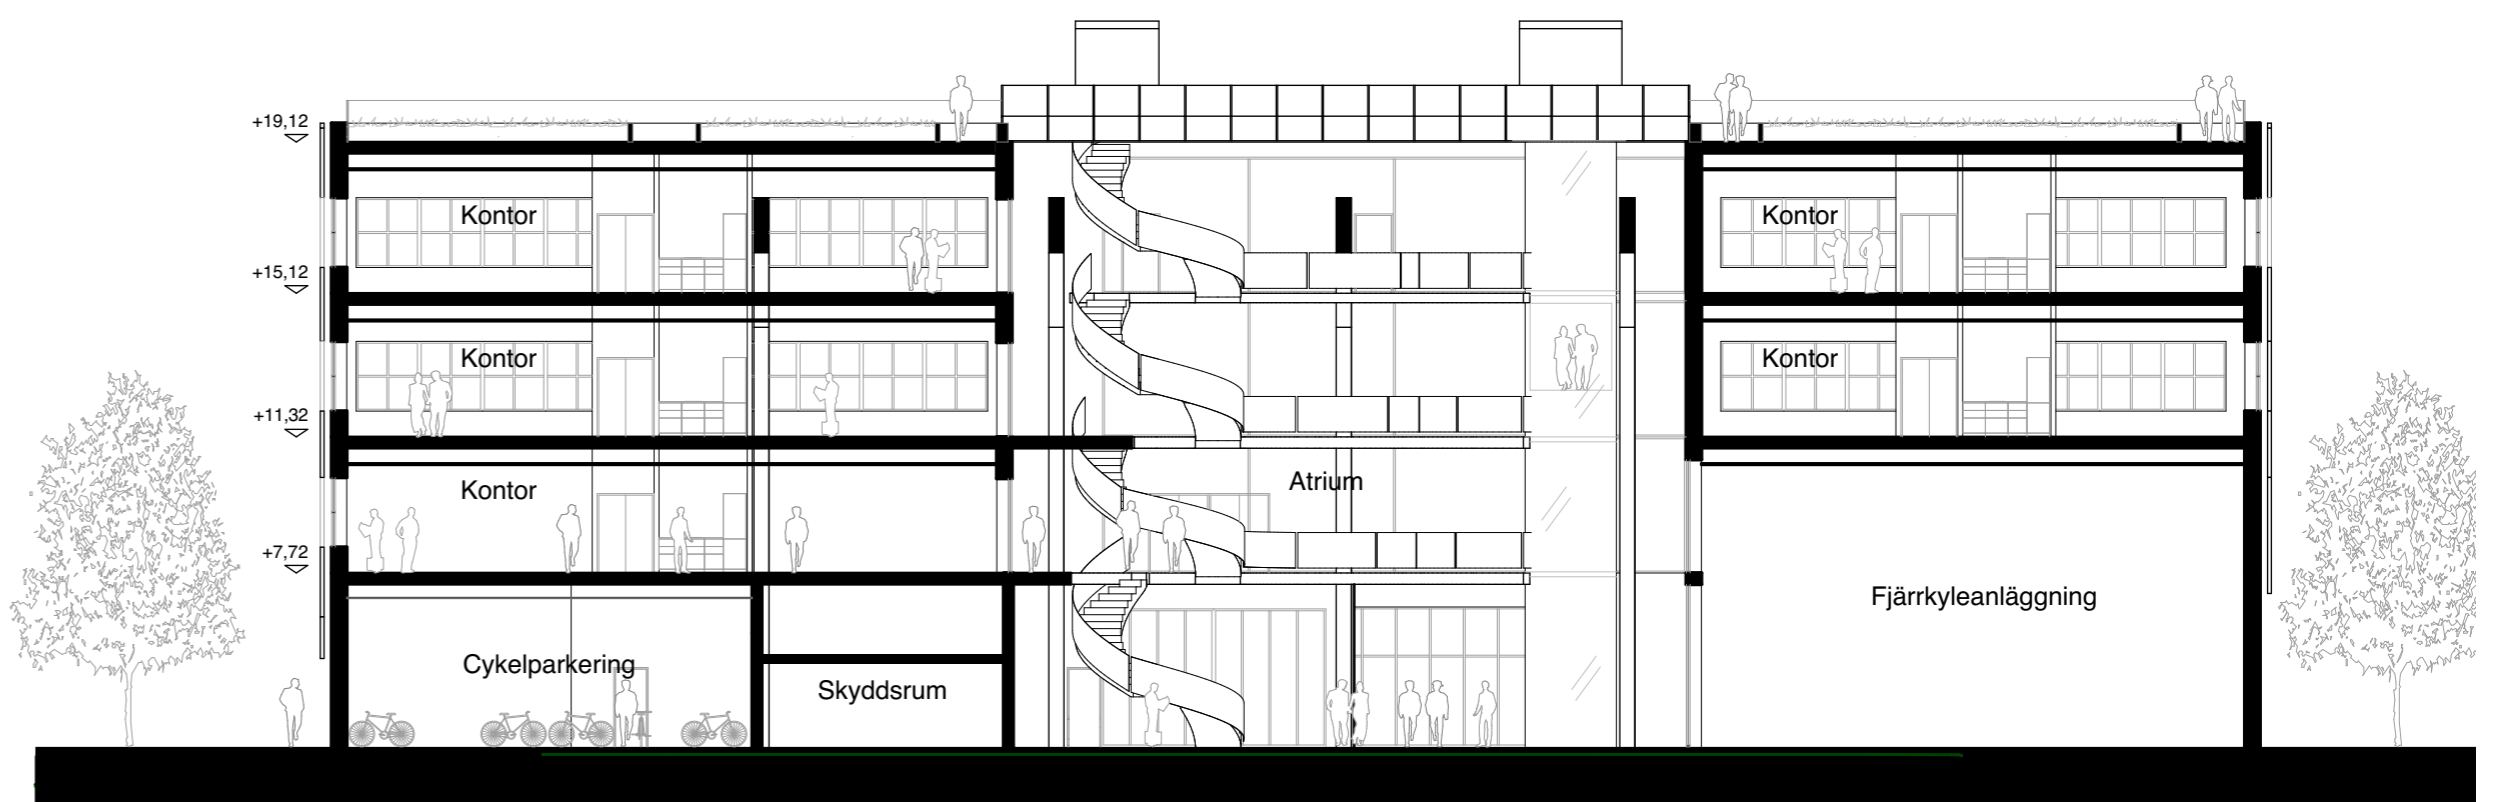 +19,12
Kontor
Kontor
+15,12
Kontor
Kontor
+11,32
Kontor
Atrium
+7,72
Fjärrkyleanläggning
Cykelparkering
Skyddsrum